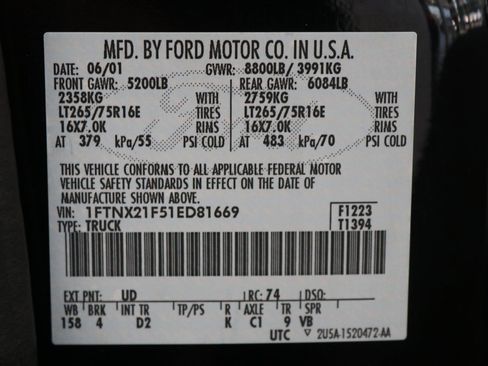 MFD. BY FORD MOTOR CO. IN U.S.A.
DATE: 06/01 GVWR: 8800LB/ 3991KG
FRONT GAWR: 5200LB REAR GAWR: 6084LB
2358KG WITH 2759KG WITH
LT265/75R16E TIRES LT265/75R16E TIRES
16X7.0K RIMS 16X7.0K RIMS
AT 379 kPa/55 PSI COLD AT 483 kPa/70 PSI COLD
THIS VEHICLE CONFORMS TO ALL APPLICABLE FEDERAL MOTOR
VEHICLE SAFETY STANDARDS IN EFFECT ON THE DATE OF
MANUFACTURE SHOWN ABOVE.
VIN: 1FTNX21F51ED81669 F1223
TYPE: TRUCK T1394
EXT PNT: UD RC: 74 DSO:
WB BRK INT TR TP/PS R AXLE TR SPR
158 4 D2 K C1 9 VB
UTC 2U5A-1520472-AA